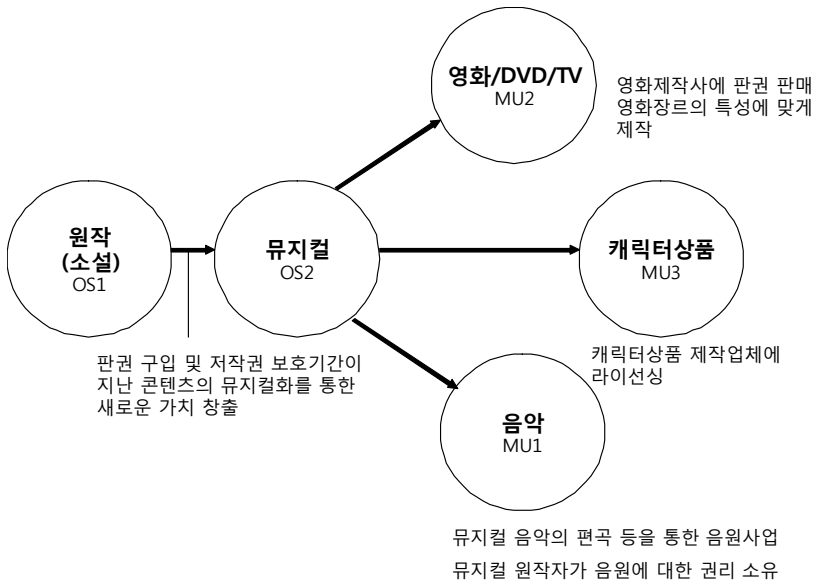 영화/DVD/TV
MU2
영화제작사에 판권 판매
영화장르의 특성에 맞게
제작
원작
(소설)
OS1
뮤지컬
OS2
캐릭터상품
MU3
판권 구입 및 저작권 보호기간이
지난 콘텐츠의 뮤지컬화를 통한
새로운 가치 창출
캐릭터상품 제작업체에
라이선싱
음악
MU1
뮤지컬 음악의 편곡 등을 통한 음원사업
뮤지컬 원작자가 음원에 대한 권리 소유